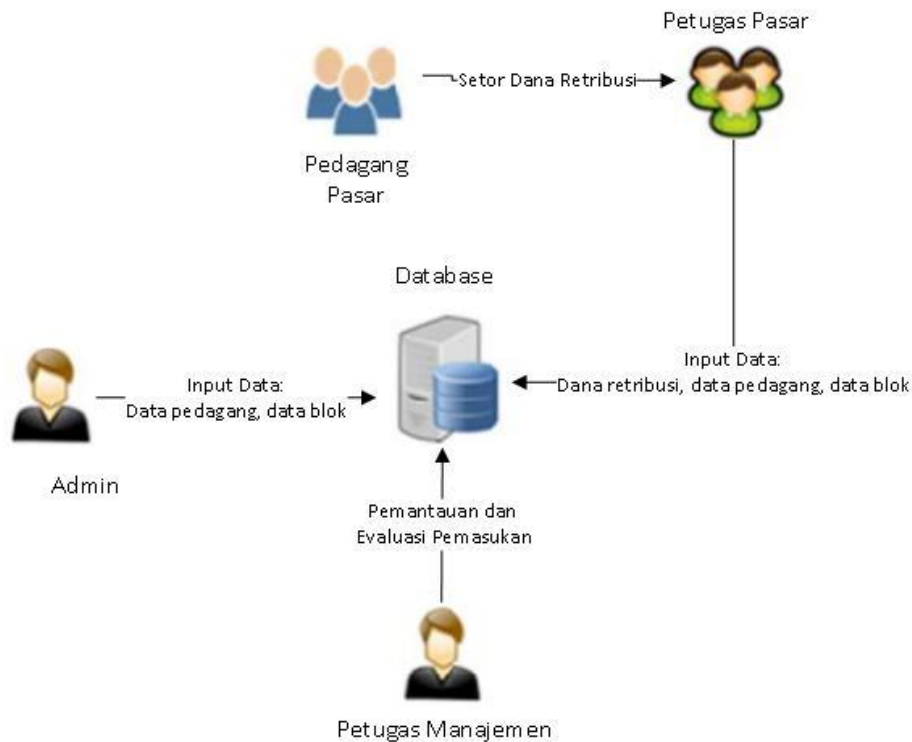 Petugas Pasar
Setor Dana Retribusi
Pedagang
Pasar
Database
Input Data:
Data pedagang, data blok
Input Data:
Dana retribusi, data pedagang, data blok
Admin
Pemantauan dan
Evaluasi Pemasukan
Petugas Manajemen